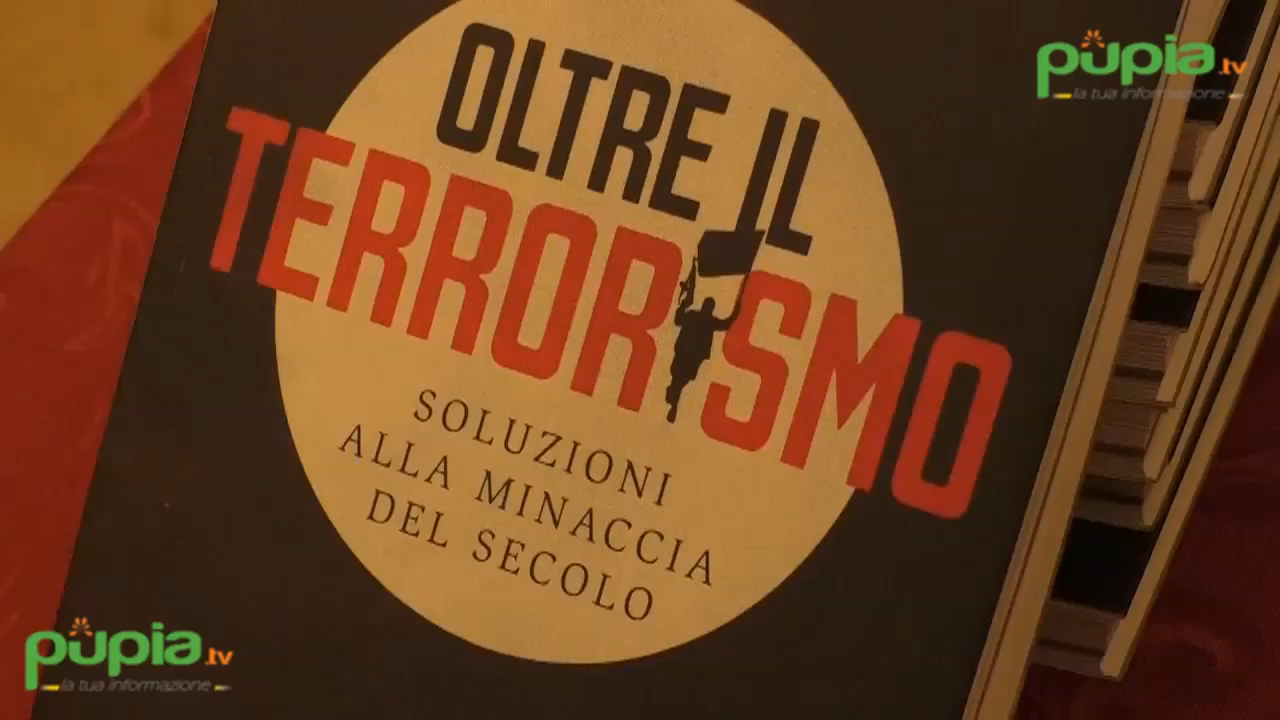 pupia.tv
la tua informazione
OLTRE IL
TERRORISMO
SOLUZIONI
ALLA MINACCIA
DEL SECOLO
pupia.tv
la tua informazione